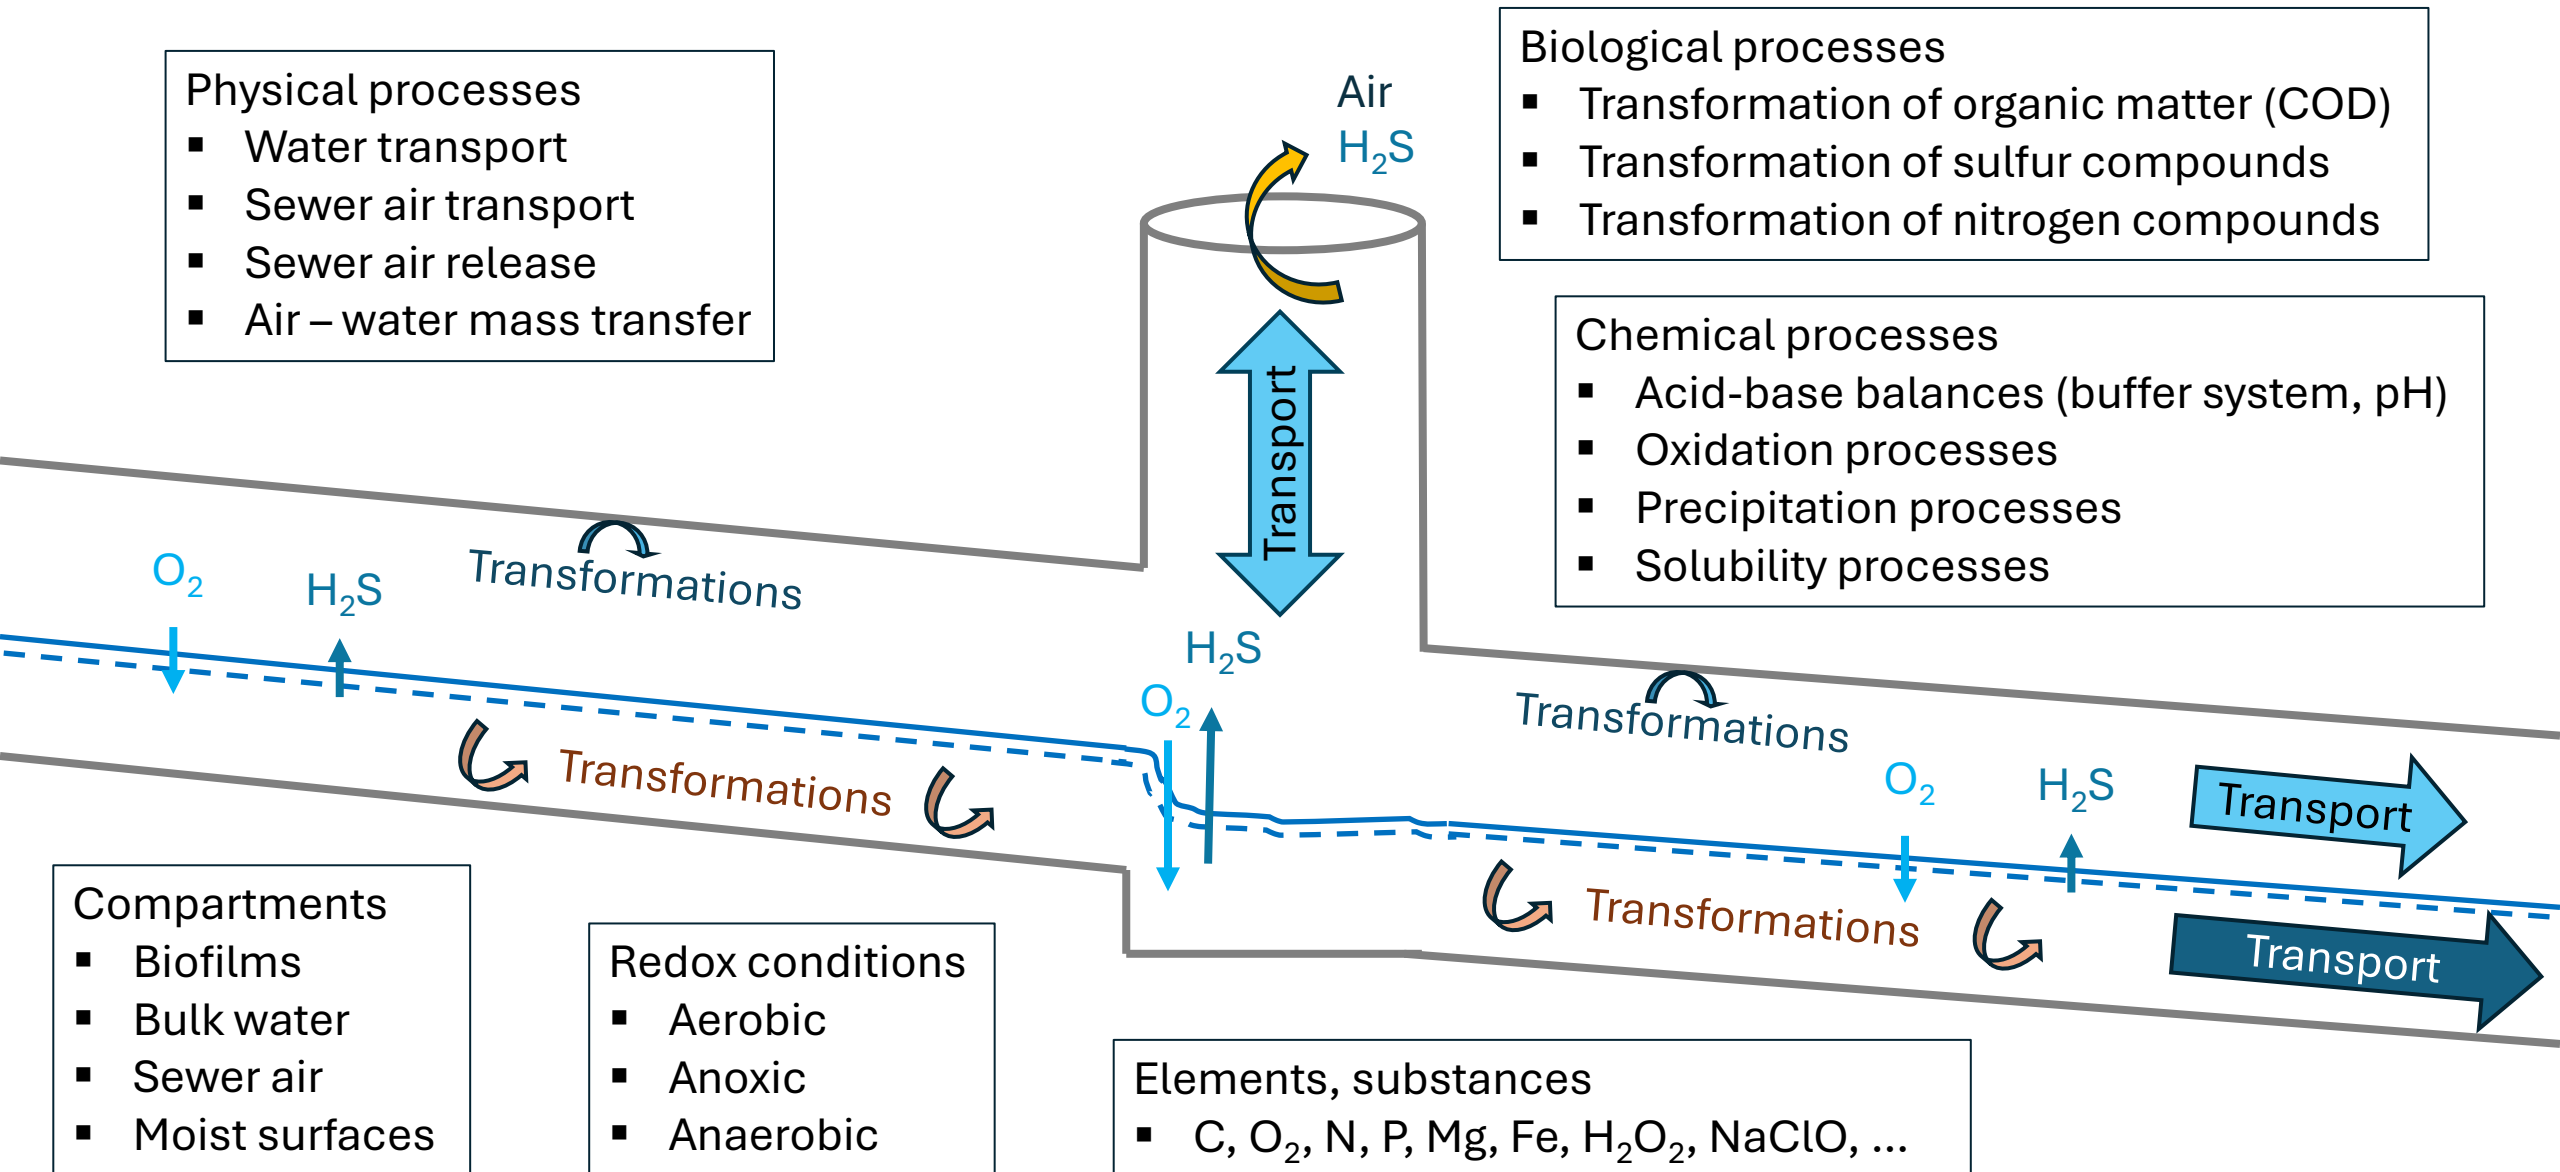 Physical processes
▪ Water transport
▪ Sewer air transport
▪ Sewer air release
▪ Air – water mass transfer
Air
H₂S
Biological processes
▪ Transformation of organic matter (COD)
▪ Transformation of sulfur compounds
▪ Transformation of nitrogen compounds
Chemical processes
▪ Acid-base balances (buffer system, pH)
▪ Oxidation processes
▪ Precipitation processes
▪ Solubility processes
Transport
O₂
H₂S
Transformations
Transformations
H₂S
O₂
Transformations
Transformations
O₂
H₂S
Transport
Transport
Compartments
▪ Biofilms
▪ Bulk water
▪ Sewer air
▪ Moist surfaces
Redox conditions
▪ Aerobic
▪ Anoxic
▪ Anaerobic
Elements, substances
▪ C, O₂, N, P, Mg, Fe, H₂O₂, NaClO, ...